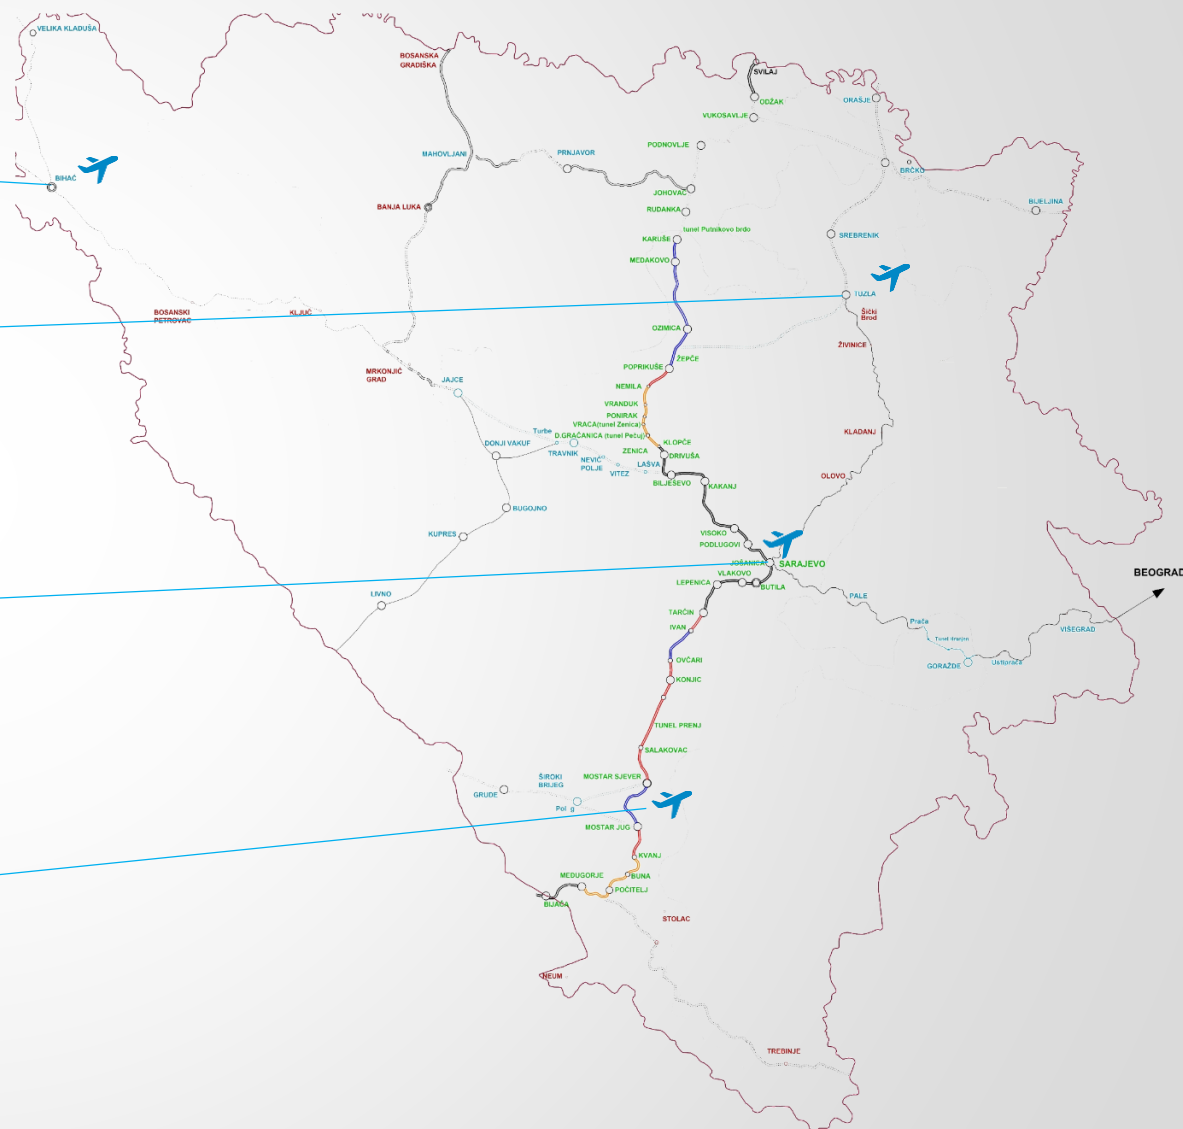 VELIKA KLADUŠA
BOSANSKA
GRADIŠKA
SVILAJ
ODŽAK
ORAŠJE
VUKOSAVLJE
PODNOVLJE
MAHOVLJANI
PRNJAVOR
BRČKO
BIHAĆ
JOHOVAC
BANJA LUKA
RUDANKA
BIJELJINA
tunel Putnikovo brdo
KARUŠE
SREBRENIK
MEDAKOVO
TUZLA
BOSANSKI
PETROVAC
KLJUČ
Šički
Brod
OZIMICA
ŽIVINICE
ŽEPČE
POPRIKUŠE
MRKONJIĆ
GRAD
JAJCE
NEMILA
VRANDUK
PONIRAK
VRACA(tunel Zenica)
Turbe
D.GRAČANICA (tunel Pečuj)
KLADANJ
DONJI VAKUF
KLOPČE
TRAVNIK
ZENICA
DRIVUŠA
NEVIĆ
POLJE
LAŠVA
VITEZ
BILJEŠEVO
OLOVO
KAKANJ
BUGOJNO
KUPRES
VISOKO
PODLUGOVI
JOŠANICA
SARAJEVO
VLAKOVO
BEOGRAD
LEPENICA
BUTILA
LIVNO
PALE
TARČIN
Prača
IVAN
VIŠEGRAD
OVČARI
GORAŽDE
Ustiprača
KONJIC
TUNEL PRENJ
SALAKOVAC
MOSTAR SJEVER
ŠIROKI
BRIJEG
GRUDE
MOSTAR JUG
KVANJ
MEĐUGORJE
BUNA
POČITELJ
BIJAČA
STOLAC
NEUM
TREBINJE